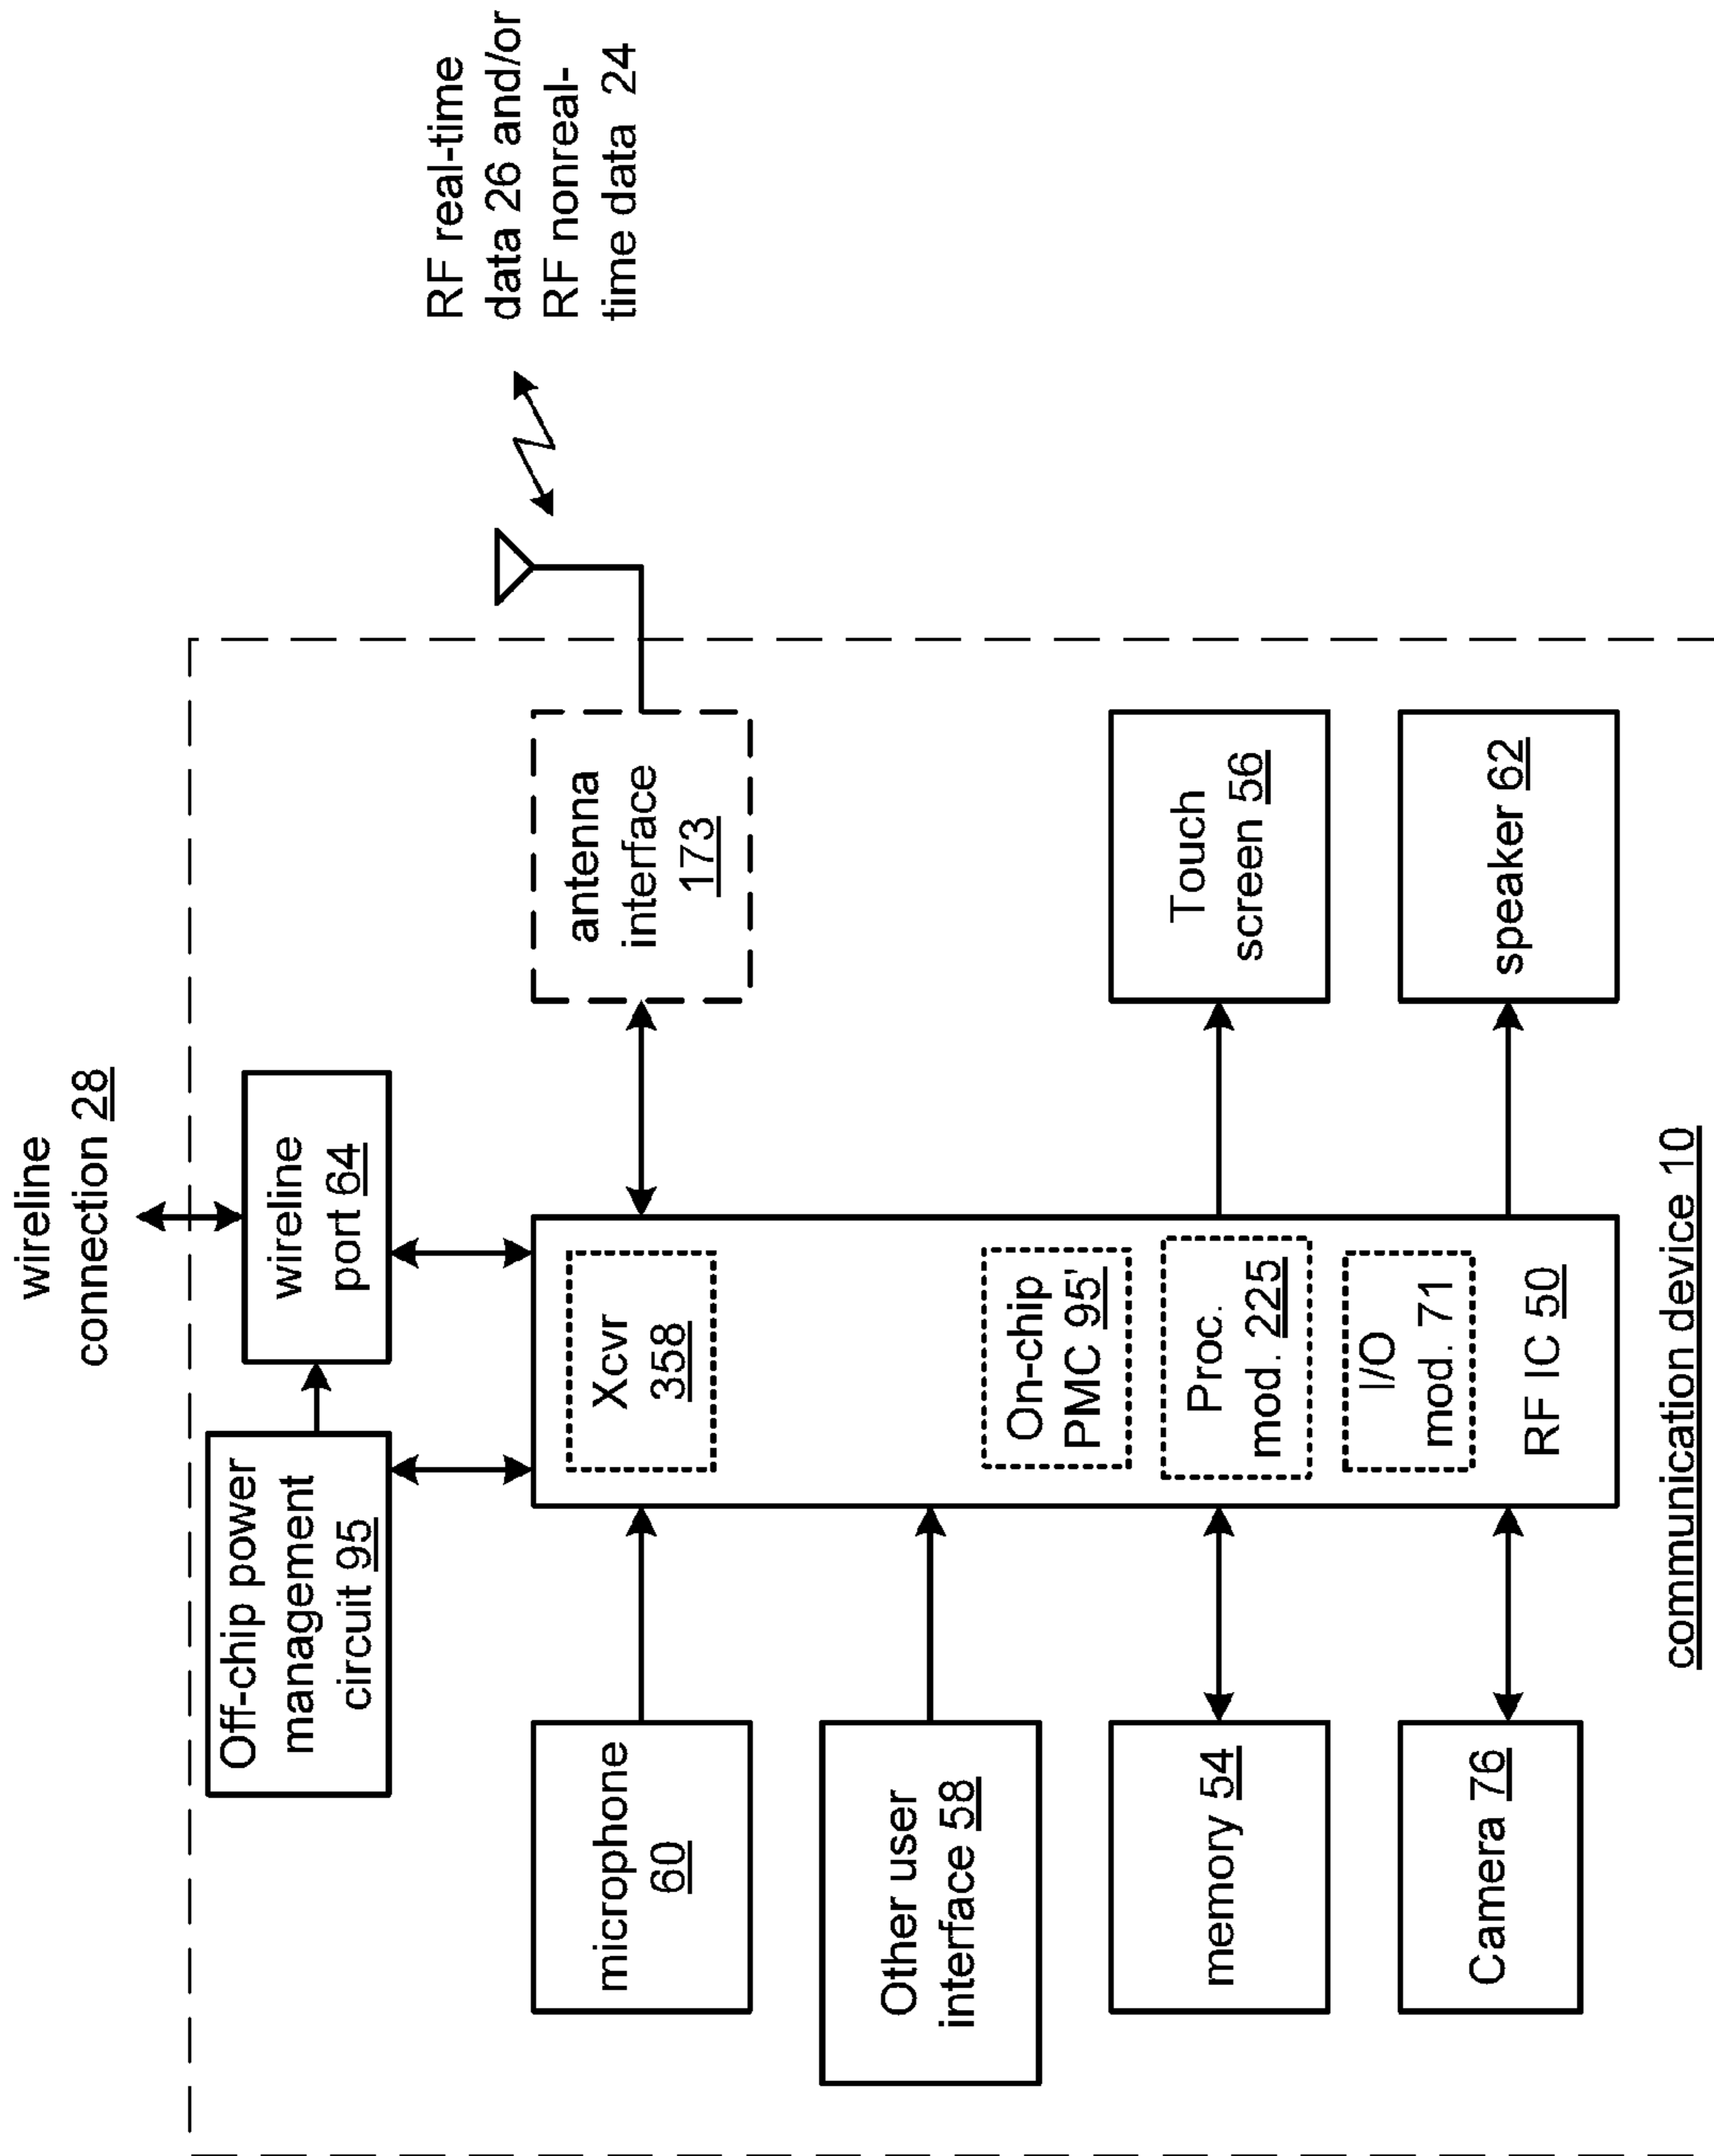 wireline
connection 28
Off-chip power
management
circuit 95
wireline
port 64
RF real-time
data 26 and/or
RF nonreal-
time data 24
microphone
60
Xcvr
358
antenna
interface
173
Other user
interface 58
On-chip
PMC 95'
memory 54
Proc.
mod. 225
Touch
screen 56
Camera 76
I/O
mod. 71
RF IC 50
speaker 62
communication device 10